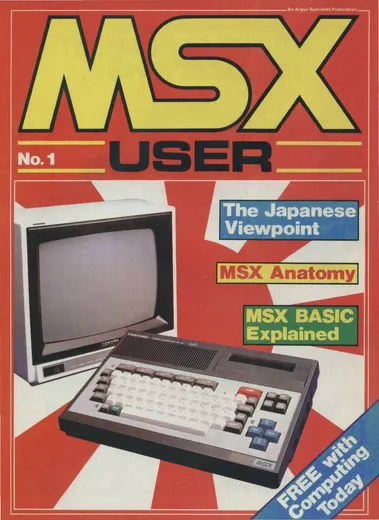 An Argus Specialist Publication
MSX
USER
No.1
The Japanese
Viewpoint
MSX Anatomy
MSX BASIC
Explained
TOSHIBA
MSX
FREE with
Computing
Today